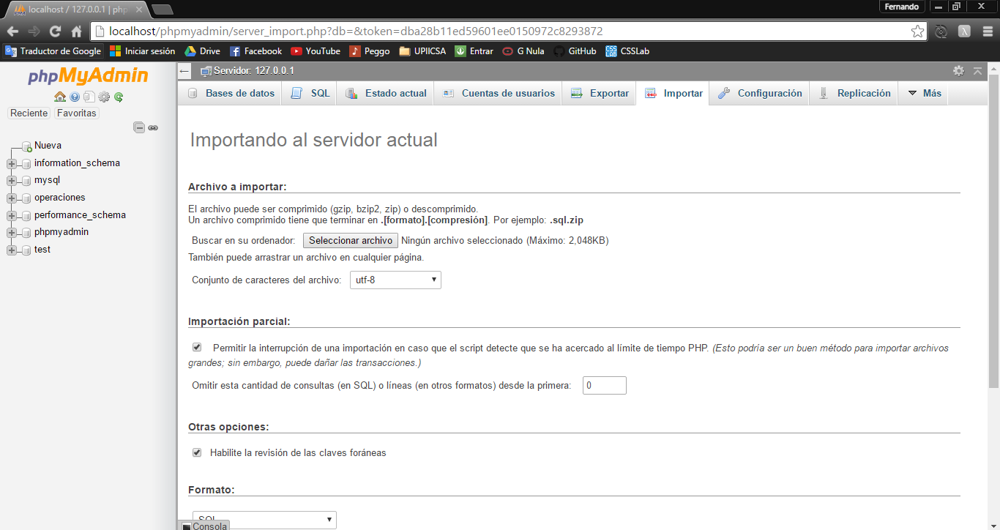 localhost / 127.0.0.1 | php
Fernando
localhost/phpmyadmin/server_import.php?db=&token=dba28b11ed59601ee0150972c8293872
Traductor de Google Iniciar sesión Drive Facebook YouTube Peggo UPIICSA Entrar G Nula GitHub CSSLab
phpMyAdmin
Reciente Favoritas
Nueva
information_schema
mysql
operaciones
performance_schema
phpmyadmin
test
Servidor: 127.0.0.1
Bases de datos SQL Estado actual Cuentas de usuarios Exportar Importar Configuración Replicación Más
Importando al servidor actual
Archivo a importar:
El archivo puede ser comprimido (gzip, bzip2, zip) o descomprimido.
Un archivo comprimido tiene que terminar en .[formato].[compresión]. Por ejemplo: .sql.zip
Buscar en su ordenador: Seleccionar archivo Ningún archivo seleccionado (Máximo: 2,048KB)
También puede arrastrar un archivo en cualquier página.
Conjunto de caracteres del archivo: utf-8
Importación parcial:
Permitir la interrupción de una importación en caso que el script detecte que se ha acercado al límite de tiempo PHP. (Esto podría ser un buen método para importar archivos
grandes; sin embargo, puede dañar las transacciones.)
Omitir esta cantidad de consultas (en SQL) o líneas (en otros formatos) desde la primera: 0
Otras opciones:
Habilite la revisión de las claves foráneas
Formato:
SQL
Consola